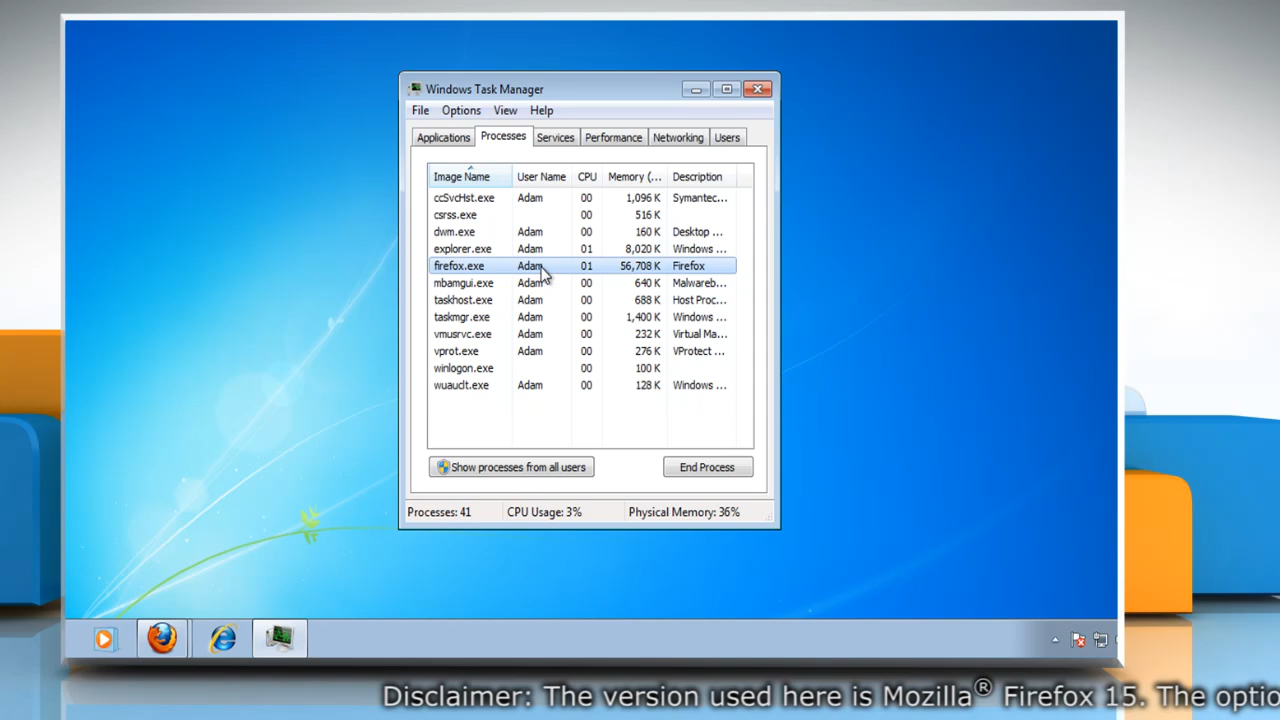 Windows Task Manager
File Options View Help
Applications Processes Services Performance Networking Users
Image Name User Name CPU Memory (... Description
ccSvcHst.exe Adam 00 1,096 K Symantec...
csrss.exe 00 516 K
dwm.exe Adam 00 160 K Desktop ...
explorer.exe Adam 01 8,020 K Windows ...
firefox.exe Adam 01 56,708 K Firefox
mbamgui.exe Adam 00 640 K Malwareb...
taskhost.exe Adam 00 688 K Host Proc...
taskmgr.exe Adam 00 1,400 K Windows ...
vmusrvc.exe Adam 00 232 K Virtual Ma...
vprot.exe Adam 00 276 K VProtect ...
winlogon.exe 00 100 K
wuauclt.exe Adam 00 128 K Windows ...
Show processes from all users End Process
Processes: 41 CPU Usage: 3% Physical Memory: 36%
Disclaimer: The version used here is Mozilla® Firefox 15. The optio